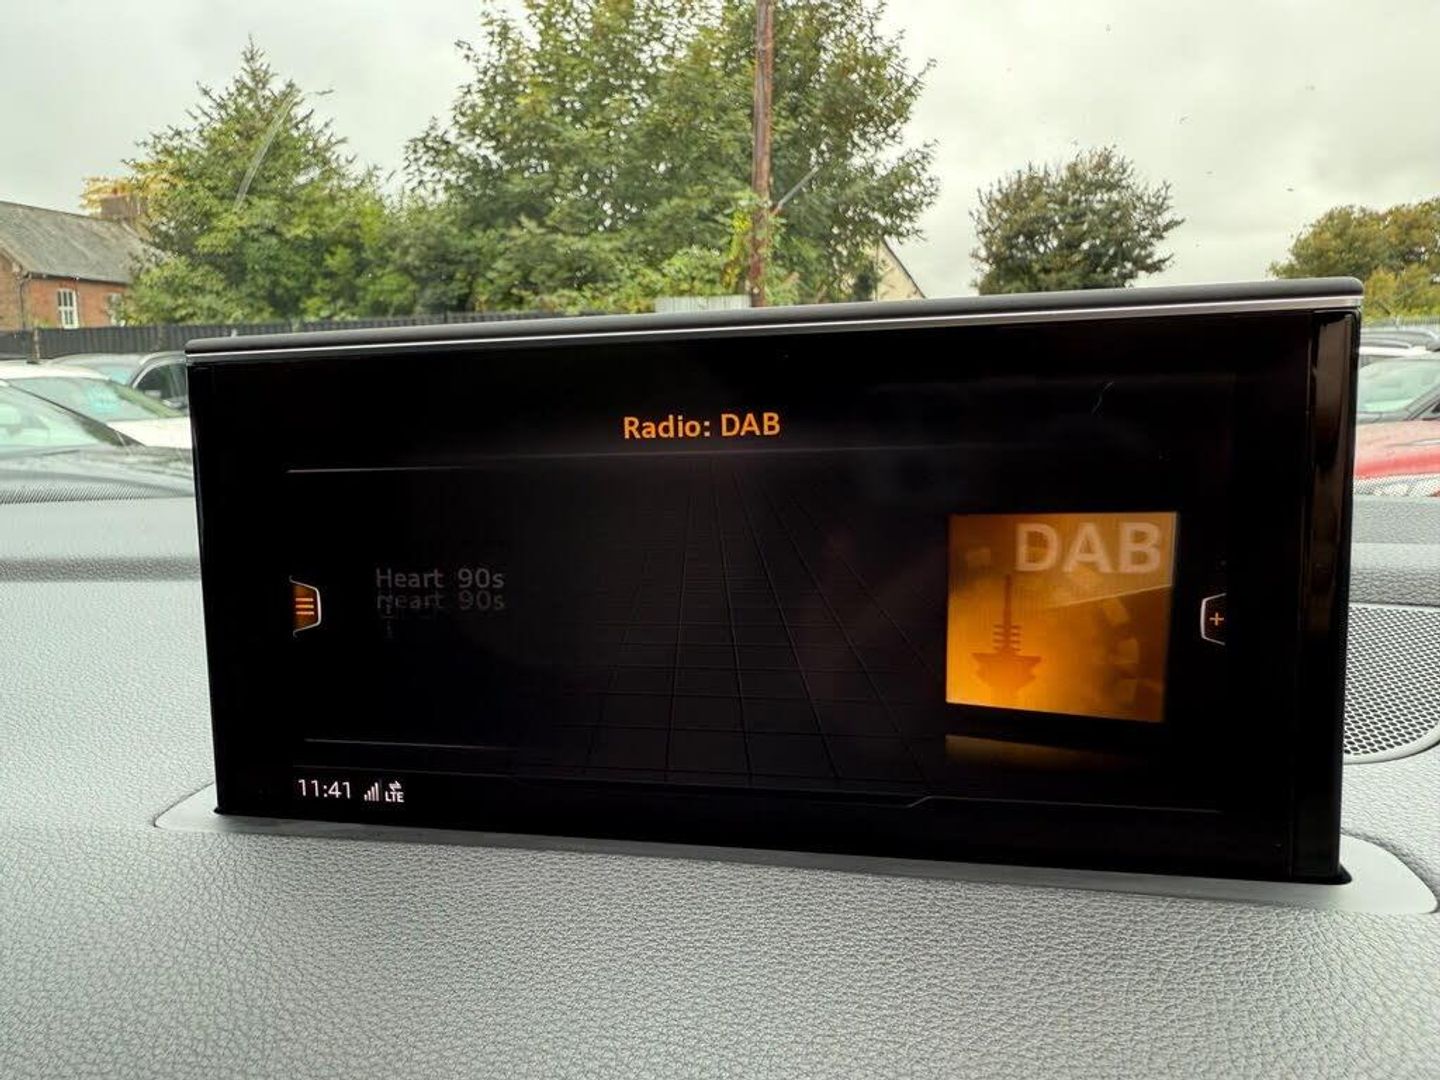 Radio: DAB
DAB
Heart 90s
Heart 90s
+
11:41 LTE